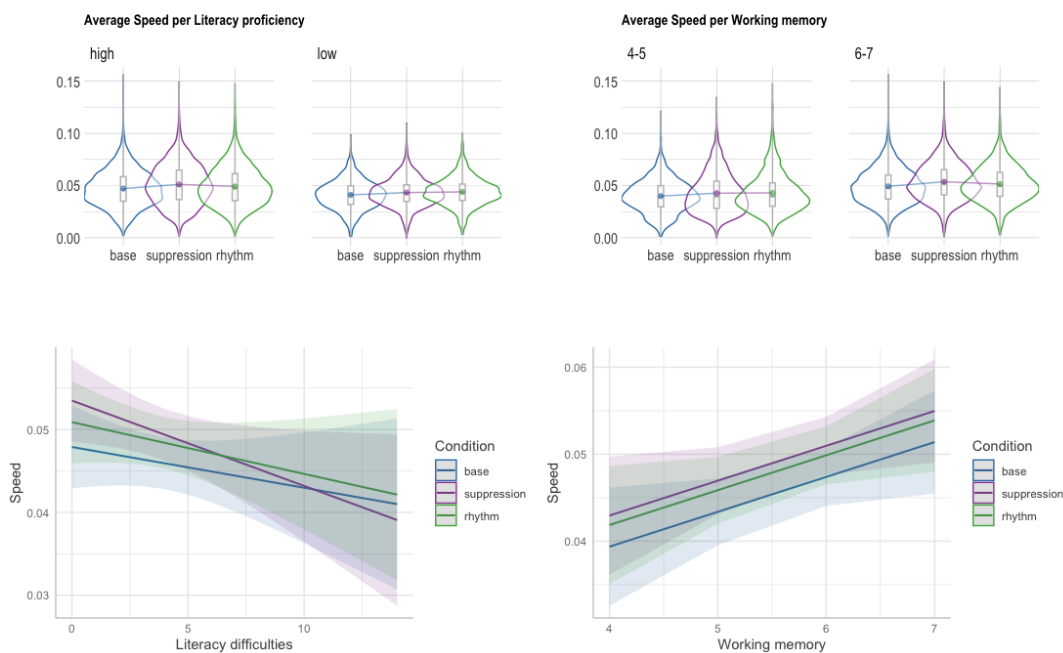 Average Speed per Literacy proficiency
high
low
0.15
0.10
0.05
0.00
base suppression rhythm
base suppression rhythm
Average Speed per Working memory
4-5
6-7
0.15
0.10
0.05
0.00
base suppression rhythm
base suppression rhythm
Speed
0.05
0.04
0.03
0 5 10
Literacy difficulties
Condition
base
suppression
rhythm
Speed
0.06
0.05
0.04
4 5 6 7
Working memory
Condition
base
suppression
rhythm